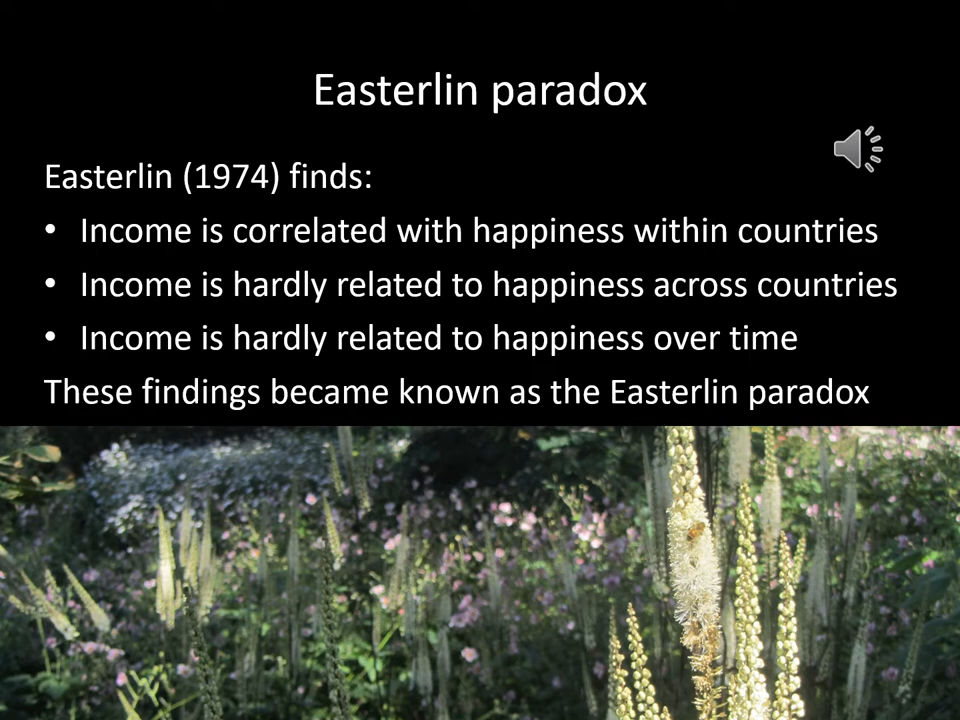 Easterlin paradox
Easterlin (1974) finds:
• Income is correlated with happiness within countries
• Income is hardly related to happiness across countries
• Income is hardly related to happiness over time
These findings became known as the Easterlin paradox